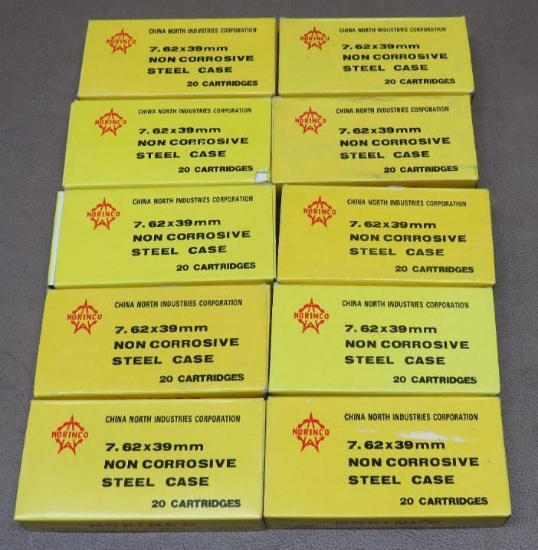 CHINA NORTH INDUSTRIES CORPORATION
NORINCO
7.62x39mm
NON CORROSIVE
STEEL CASE
20 CARTRIDGES
CHINA NORTH INDUSTRIES CORPORATION
NORINCO
7.62x39mm
NON CORROSIVE
STEEL CASE
20 CARTRIDGES
CHINA NORTH INDUSTRIES CORPORATION
NORINCO
7.62x39mm
NON CORROSIVE
STEEL CASE
20 CARTRIDGES
CHINA NORTH INDUSTRIES CORPORATION
NORINCO
7.62x39mm
NON CORROSIVE
STEEL CASE
20 CARTRIDGES
CHINA NORTH INDUSTRIES CORPORATION
NORINCO
7.62x39mm
NON CORROSIVE
STEEL CASE
20 CARTRIDGES
CHINA NORTH INDUSTRIES CORPORATION
NORINCO
7.62x39mm
NON CORROSIVE
STEEL CASE
20 CARTRIDGES
CHINA NORTH INDUSTRIES CORPORATION
NORINCO
7.62x39mm
NON CORROSIVE
STEEL CASE
20 CARTRIDGES
CHINA NORTH INDUSTRIES CORPORATION
NORINCO
7.62x39mm
NON CORROSIVE
STEEL CASE
20 CARTRIDGES
CHINA NORTH INDUSTRIES CORPORATION
NORINCO
7.62x39mm
NON CORROSIVE
STEEL CASE
20 CARTRIDGES
NORINCO
CHINA NORTH INDUSTRIES CORPORATION
NORINCO
7.62x39mm
NON CORROSIVE
STEEL CASE
20 CARTRIDGES
NORINCO